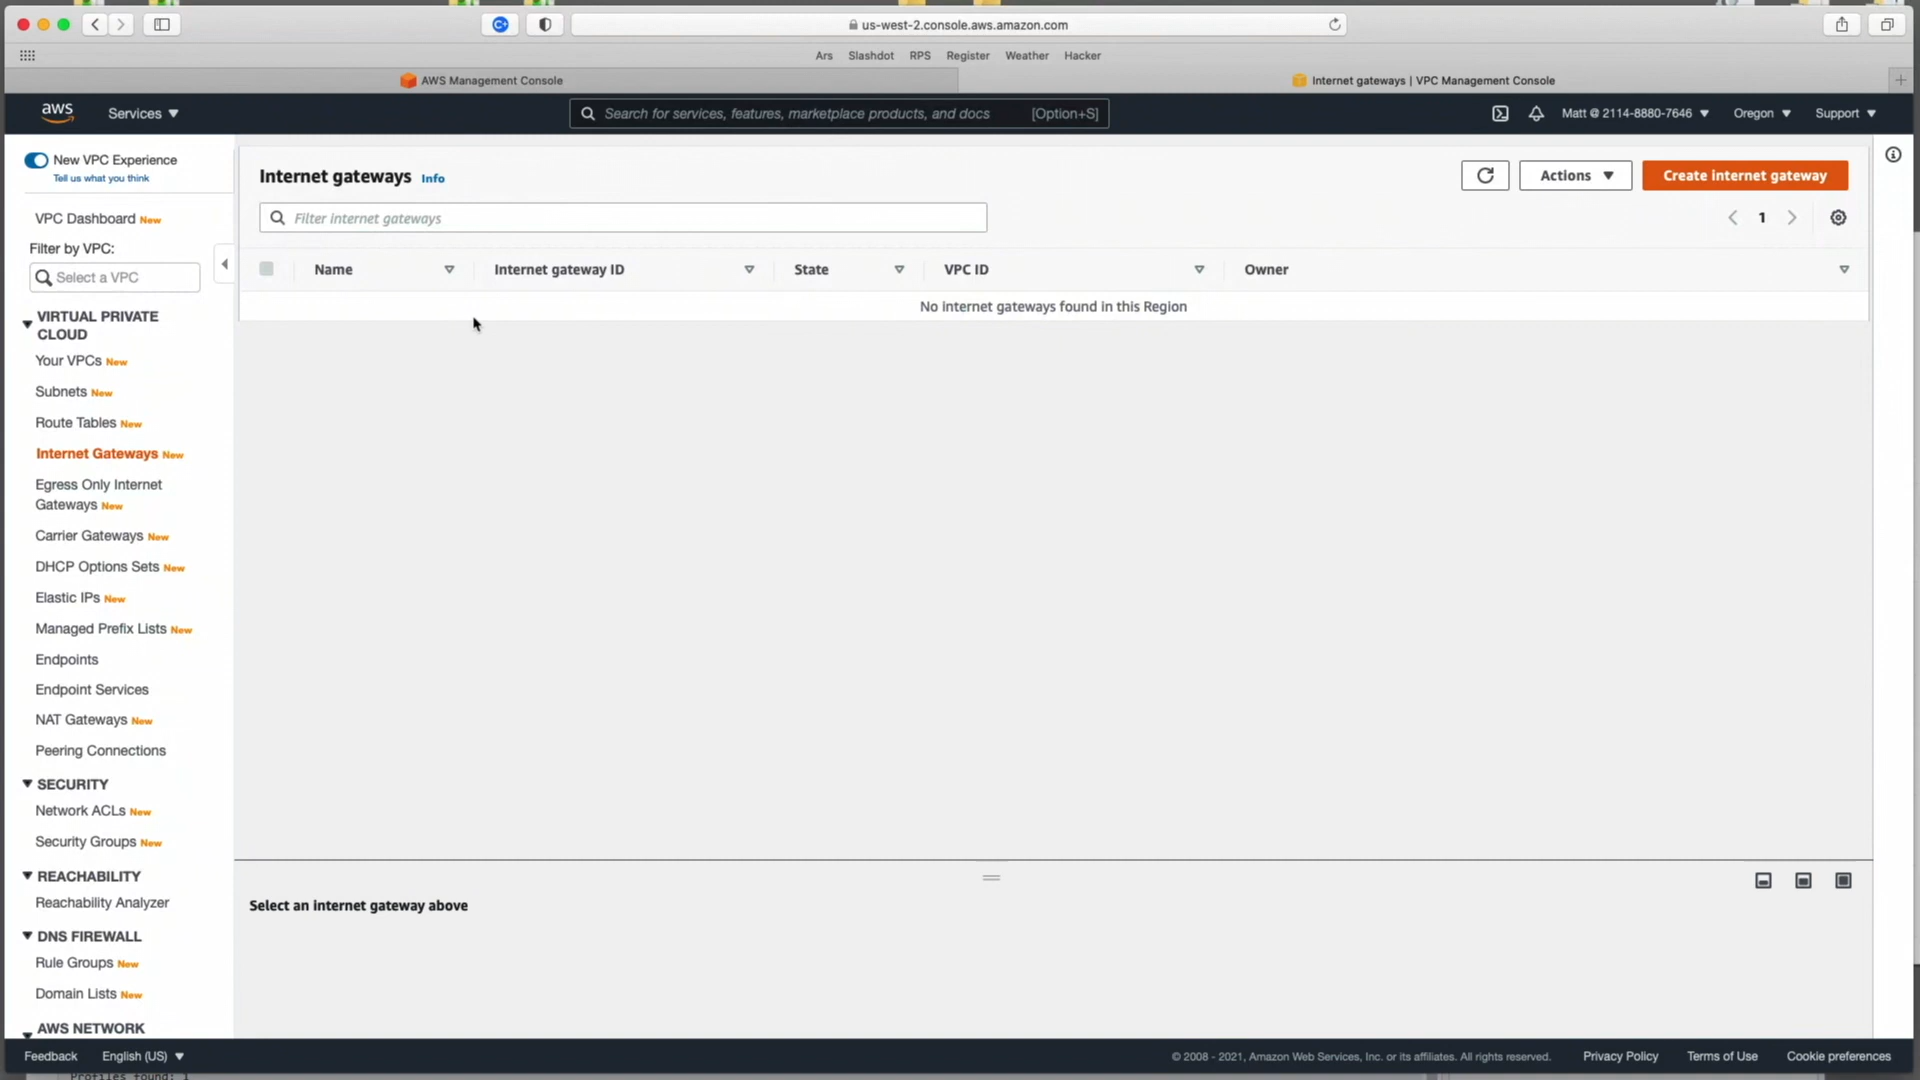 us-west-2.console.aws.amazon.com
Ars Slashdot RPS Register Weather Hacker
AWS Management Console
Internet gateways | VPC Management Console
aws
Services
Search for services, features, marketplace products, and docs [Option+S]
Matt @ 2114-8880-7646
Oregon
Support
New VPC Experience
Tell us what you think
VPC Dashboard New
Filter by VPC:
Select a VPC
VIRTUAL PRIVATE
CLOUD
Your VPCs New
Subnets New
Route Tables New
Internet Gateways New
Egress Only Internet
Gateways New
Carrier Gateways New
DHCP Options Sets New
Elastic IPs New
Managed Prefix Lists New
Endpoints
Endpoint Services
NAT Gateways New
Peering Connections
SECURITY
Network ACLs New
Security Groups New
REACHABILITY
Reachability Analyzer
DNS FIREWALL
Rule Groups New
Domain Lists New
AWS NETWORK
Internet gateways Info
Actions
Create internet gateway
Filter internet gateways
1
Name Internet gateway ID State VPC ID Owner
No internet gateways found in this Region
Select an internet gateway above
Feedback English (US)
© 2008 - 2021, Amazon Web Services, Inc. or its affiliates. All rights reserved. Privacy Policy Terms of Use Cookie preferences
Profiles found: 1